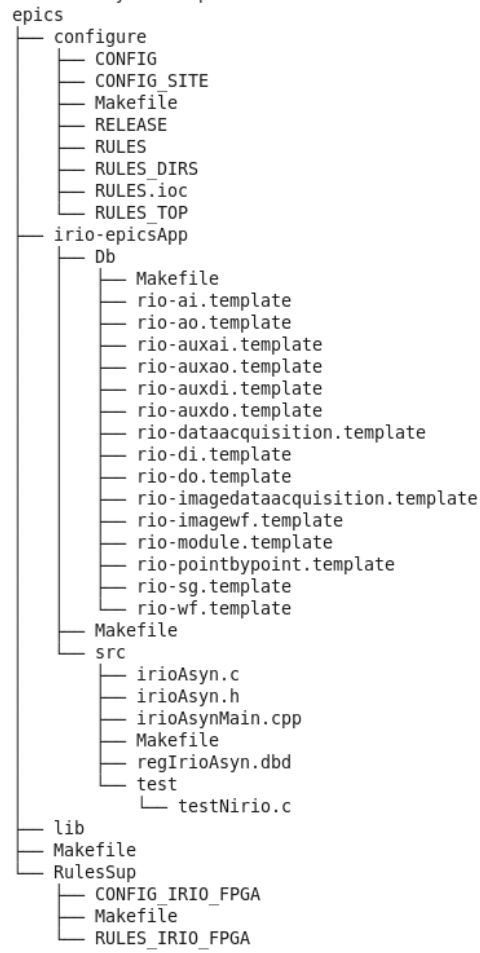 epics
configure
CONFIG
CONFIG_SITE
Makefile
RELEASE
RULES
RULES_DIRS
RULES.ioc
RULES_TOP
irio-epicsApp
Db
Makefile
rio-ai.template
rio-ao.template
rio-auxai.template
rio-auxao.template
rio-auxdi.template
rio-auxdo.template
rio-dataacquisition.template
rio-di.template
rio-do.template
rio-imagedataacquisition.template
rio-imagewf.template
rio-module.template
rio-pointbypoint.template
rio-sg.template
rio-wf.template
Makefile
src
irioAsyn.c
irioAsyn.h
irioAsynMain.cpp
Makefile
regIrioAsyn.dbd
test
testNirio.c
lib
Makefile
RulesSup
CONFIG_IRIO_FPGA
Makefile
RULES_IRIO_FPGA